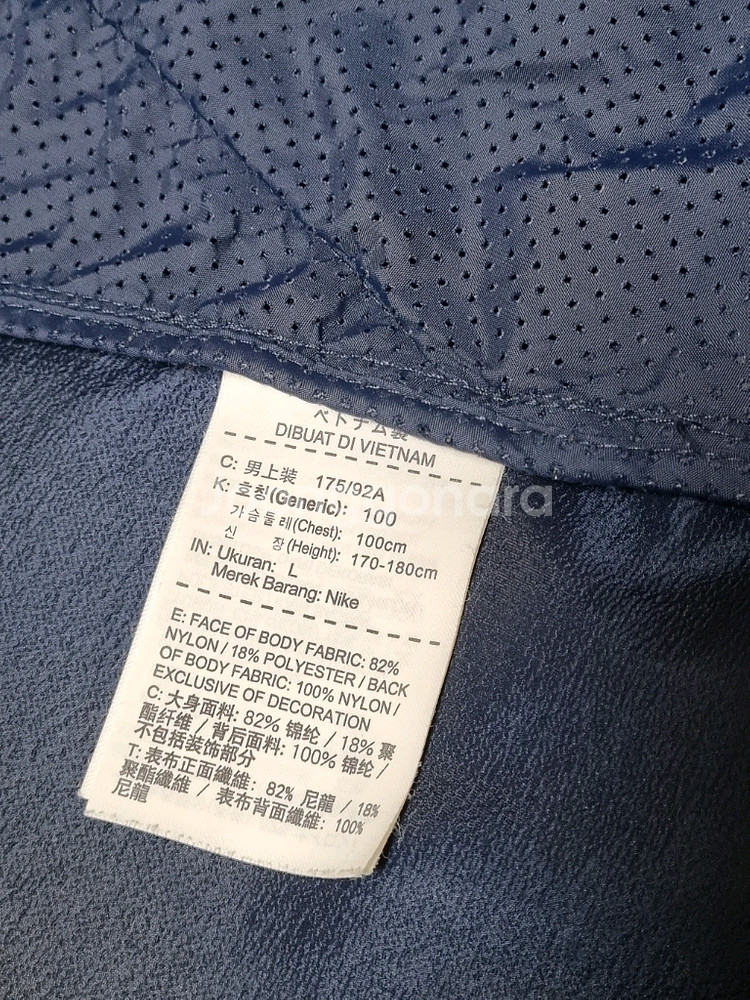 ベトナム製
DIBUAT DI VIETNAM
C: 男上装 175/92A
K: 호칭(Generic): 100
가슴둘레(Chest): 100cm
신 장(Height): 170-180cm
IN: Ukuran: L
Merek Barang: Nike
E: FACE OF BODY FABRIC: 82%
NYLON / 18% POLYESTER / BACK
OF BODY FABRIC: 100% NYLON /
EXCLUSIVE OF DECORATION
C: 大身面料: 82% 锦纶 / 18% 聚
酯纤维 / 背后面料: 100% 锦纶 /
不包括装饰部分
T: 表布正面纖維: 82% 尼龍 / 18%
聚酯纖維 / 表布背面纖維: 100%
尼龍